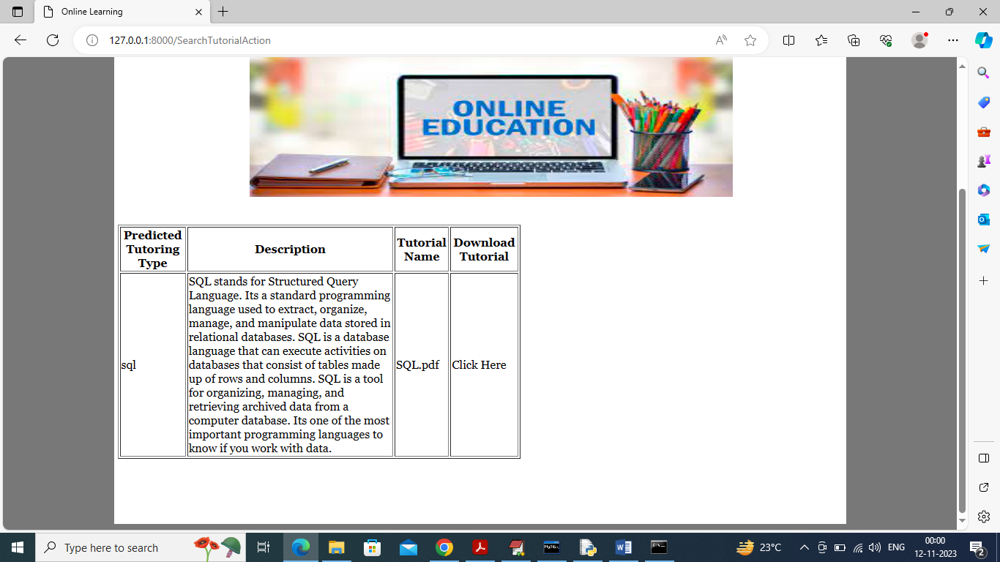 Online Learning
127.0.0.1:8000/SearchTutorialAction
ONLINE
EDUCATION
Predicted
Tutoring
Type
Description
Tutorial
Name
Download
Tutorial
sql
SQL stands for Structured Query
Language. Its a standard programming
language used to extract, organize,
manage, and manipulate data stored in
relational databases. SQL is a database
language that can execute activities on
databases that consist of tables made
up of rows and columns. SQL is a tool
for organizing, managing, and
retrieving archived data from a
computer database. Its one of the most
important programming languages to
know if you work with data.
SQL.pdf
Click Here
Type here to search
MySQL
23°C
ENG
00:00
12-11-2023
2